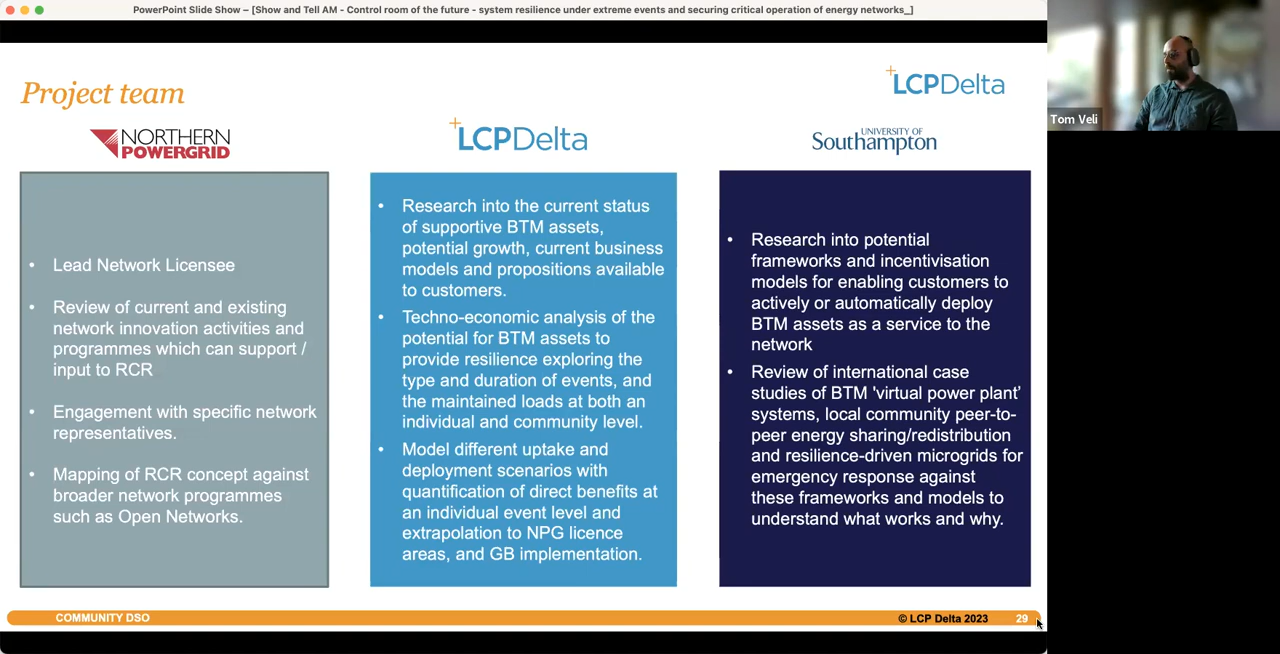 PowerPoint Slide Show – [Show and Tell AM - Control room of the future - system resilience under extreme events and securing critical operation of energy networks_]
Project team
LCPDelta
NORTHERN
POWERGRID
LCPDelta
UNIVERSITY OF
Southampton
• Lead Network Licensee
• Review of current and existing
network innovation activities and
programmes which can support /
input to RCR
• Engagement with specific network
representatives.
• Mapping of RCR concept against
broader network programmes
such as Open Networks.
• Research into the current status
of supportive BTM assets,
potential growth, current business
models and propositions available
to customers.
• Techno-economic analysis of the
potential for BTM assets to
provide resilience exploring the
type and duration of events, and
the maintained loads at both an
individual and community level.
• Model different uptake and
deployment scenarios with
quantification of direct benefits at
an individual event level and
extrapolation to NPG licence
areas, and GB implementation.
• Research into potential
frameworks and incentivisation
models for enabling customers to
actively or automatically deploy
BTM assets as a service to the
network
• Review of international case
studies of BTM 'virtual power plant'
systems, local community peer-to-
peer energy sharing/redistribution
and resilience-driven microgrids for
emergency response against
these frameworks and models to
understand what works and why.
COMMUNITY DSO
© LCP Delta 2023
29
Tom Veli